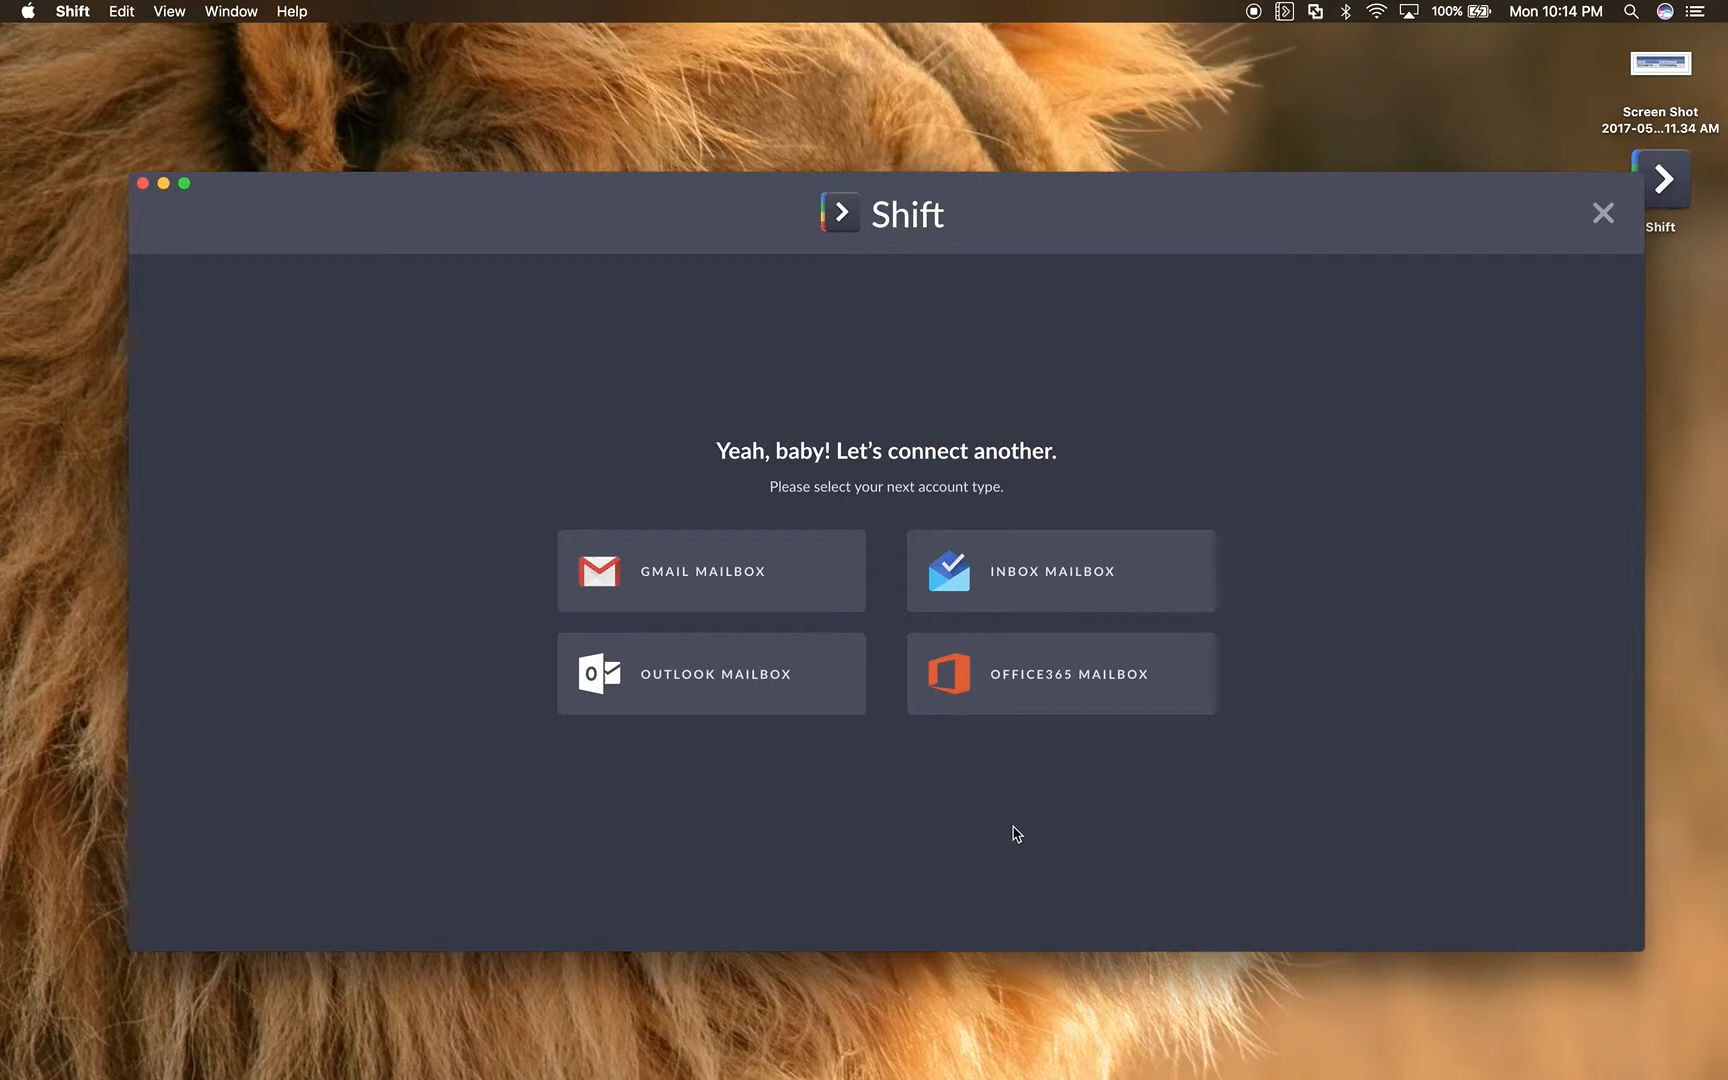 Shift Edit View Window Help 100% Mon 10:14 PM
Screen Shot
2017-05...11.34 AM
Shift
Shift
Yeah, baby! Let’s connect another.
Please select your next account type.
GMAIL MAILBOX
INBOX MAILBOX
OUTLOOK MAILBOX
OFFICE365 MAILBOX